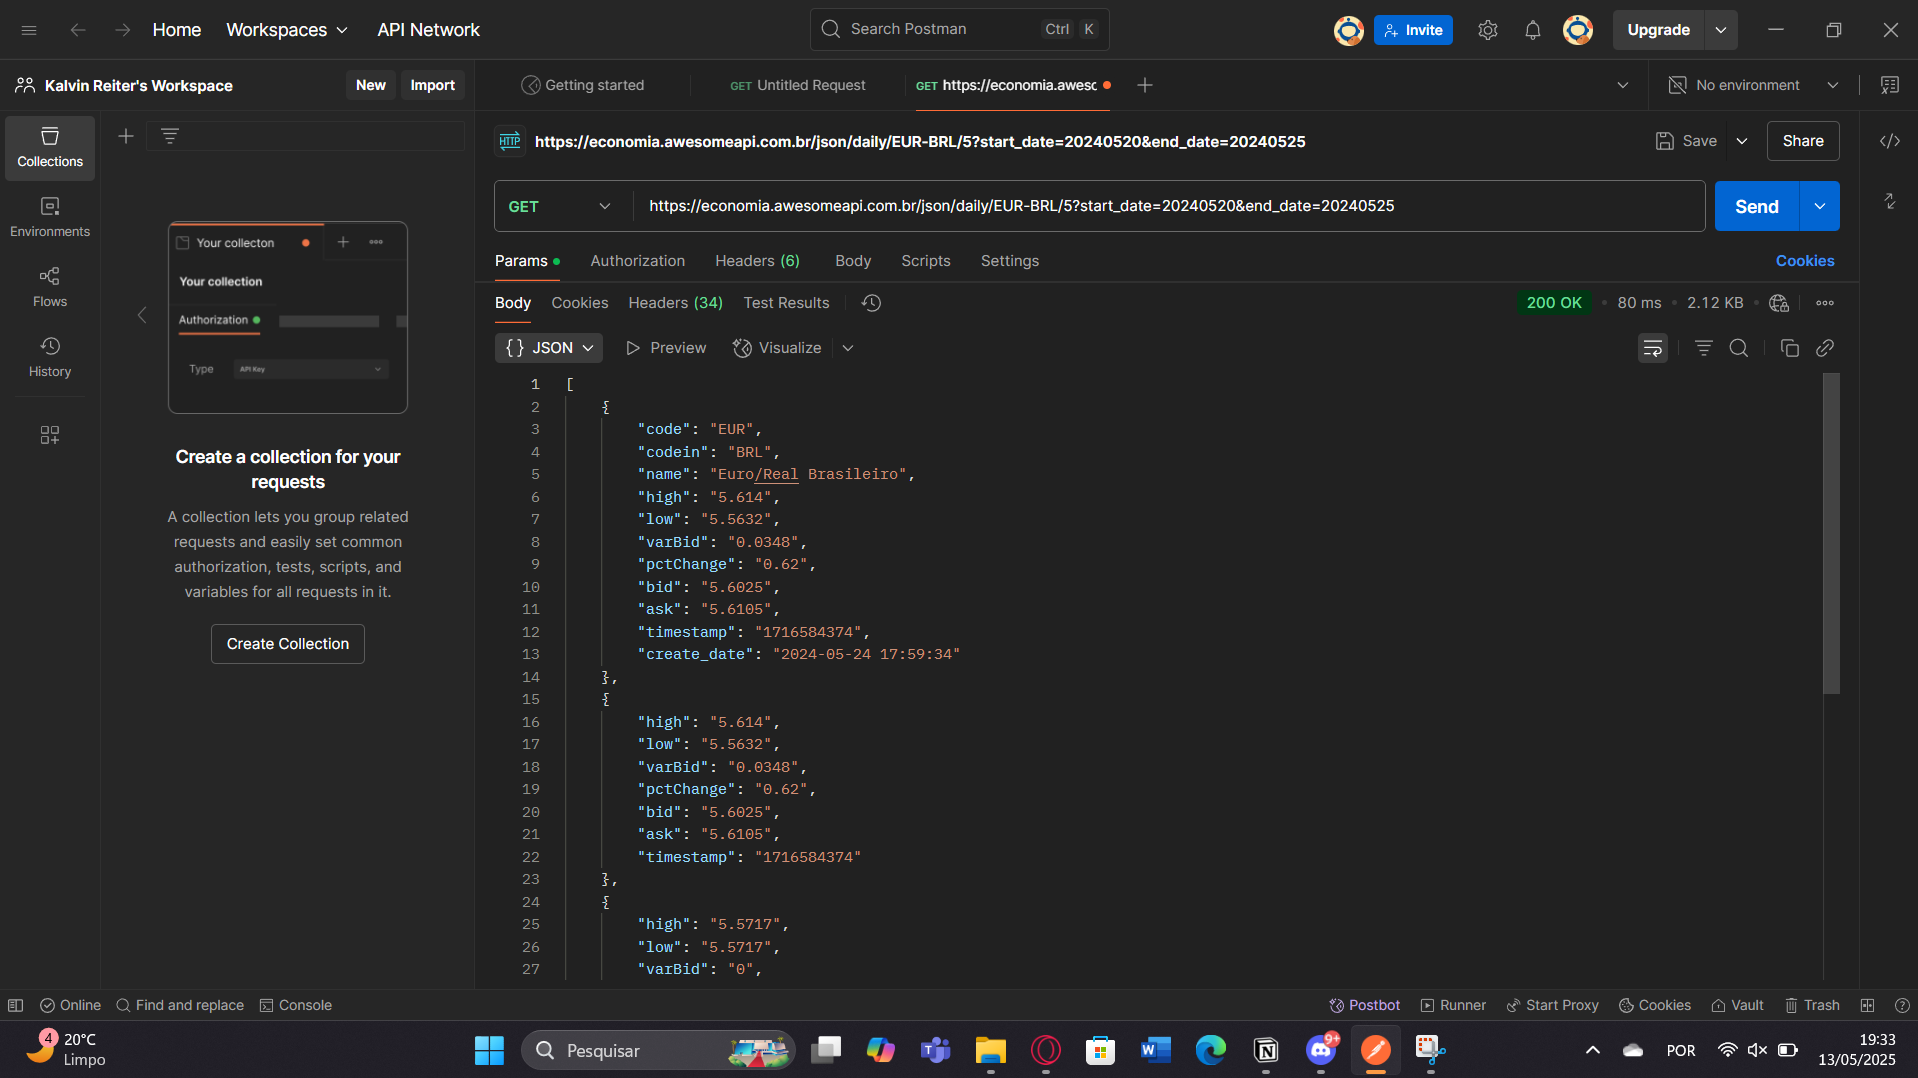 Home
Workspaces
API Network
Search Postman
Ctrl
K
Invite
Upgrade
Kalvin Reiter's Workspace
New
Import
Getting started
GET Untitled Request
GET https://economia.awesc
No environment
Collections
Environments
Flows
History
Your collecton
Your collection
Authorization
Type
API Key
Create a collection for your
requests
A collection lets you group related
requests and easily set common
authorization, tests, scripts, and
variables for all requests in it.
Create Collection
HTTP
https://economia.awesomeapi.com.br/json/daily/EUR-BRL/5?start_date=20240520&end_date=20240525
Save
Share
GET
https://economia.awesomeapi.com.br/json/daily/EUR-BRL/5?start_date=20240520&end_date=20240525
Send
Params
Authorization
Headers (6)
Body
Scripts
Settings
Cookies
Body
Cookies
Headers (34)
Test Results
200 OK
80 ms
2.12 KB
{} JSON
Preview
Visualize
1 [
2 {
3 "code": "EUR",
4 "codein": "BRL",
5 "name": "Euro/Real Brasileiro",
6 "high": "5.614",
7 "low": "5.5632",
8 "varBid": "0.0348",
9 "pctChange": "0.62",
10 "bid": "5.6025",
11 "ask": "5.6105",
12 "timestamp": "1716584374",
13 "create_date": "2024-05-24 17:59:34"
14 },
15 {
16 "high": "5.614",
17 "low": "5.5632",
18 "varBid": "0.0348",
19 "pctChange": "0.62",
20 "bid": "5.6025",
21 "ask": "5.6105",
22 "timestamp": "1716584374"
23 },
24 {
25 "high": "5.5717",
26 "low": "5.5717",
27 "varBid": "0",
Online
Find and replace
Console
Postbot
Runner
Start Proxy
Cookies
Vault
Trash
4
20°C
Limpo
Pesquisar
9+
POR
19:33
13/05/2025